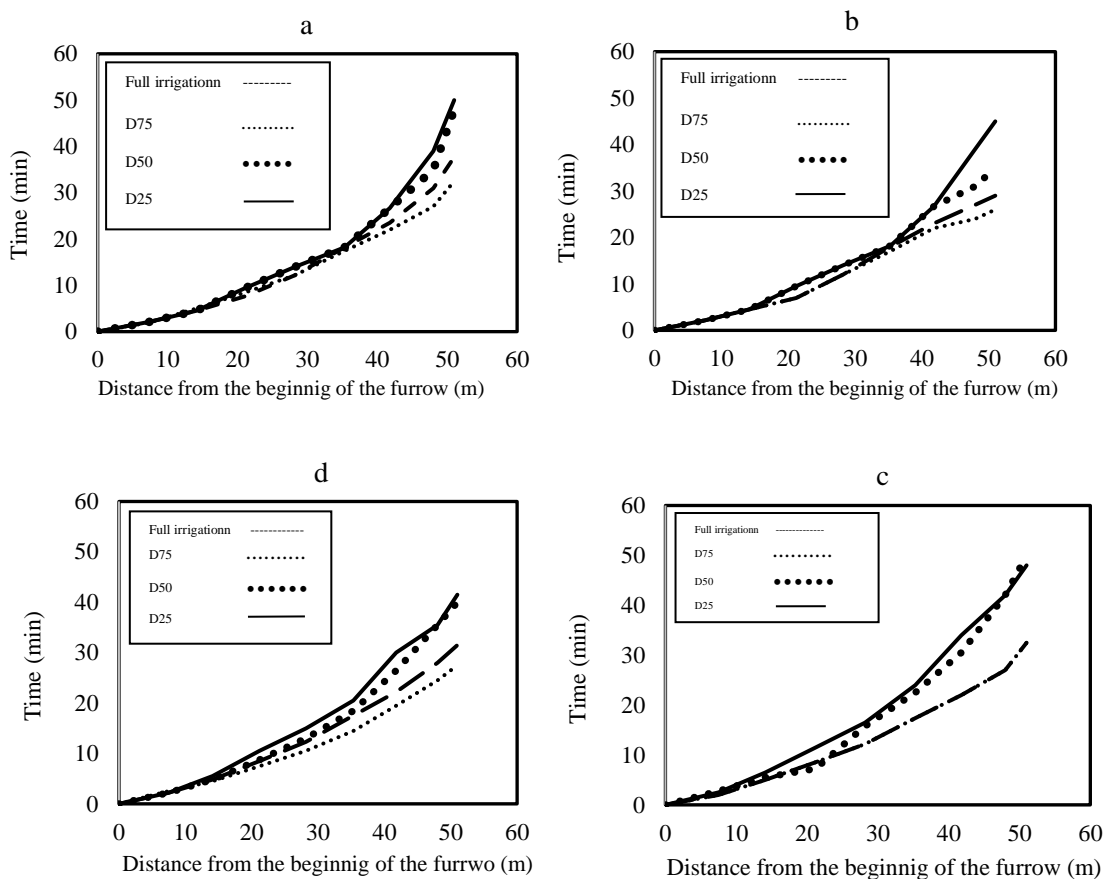 a
60
50
40
30
20
10
0
Time (min)
Full irrigationn
D75
D50
D25
0 10 20 30 40 50 60
Distance from the beginnig of the furrow (m)
b
60
50
40
30
20
10
0
Time (min)
Full irrigationn
D75
D50
D25
0 10 20 30 40 50 60
Distance from the beginnig of the furrow (m)
d
60
50
40
30
20
10
0
Time (min)
Full irrigationn
D75
D50
D25
0 10 20 30 40 50 60
Distance from the beginnig of the furrwo (m)
c
60
50
40
30
20
10
0
Time (min)
Full irrigationn
D75
D50
D25
0 10 20 30 40 50 60
Distance from the beginnig of the furrow (m)